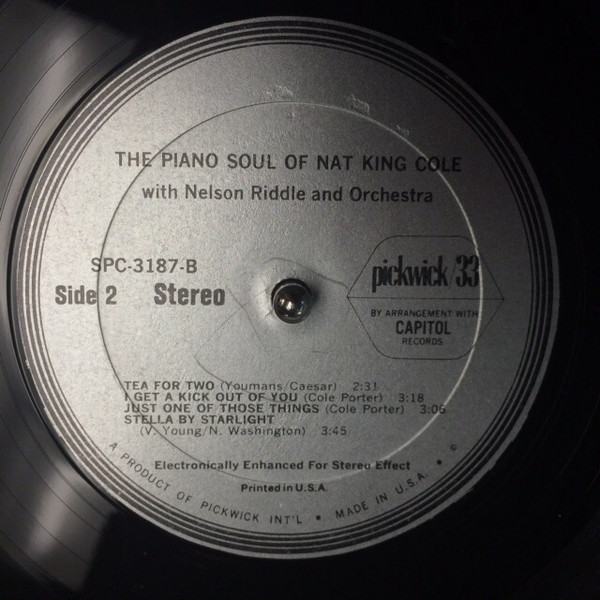 THE PIANO SOUL OF NAT KING COLE
with Nelson Riddle and Orchestra
SPC-3187-B
Side 2 Stereo
pickwick/33
BY ARRANGEMENT WITH
CAPITOL
RECORDS
TEA FOR TWO (Youmans/Caesar) 2:31
I GET A KICK OUT OF YOU (Cole Porter) 3:18
JUST ONE OF THOSE THINGS (Cole Porter) 3:06
STELLA BY STARLIGHT
(V. Young/N. Washington) 3:45
Electronically Enhanced For Stereo Effect
Printed in U.S.A.
A PRODUCT OF PICKWICK INT'L • MADE IN U.S.A. • ©